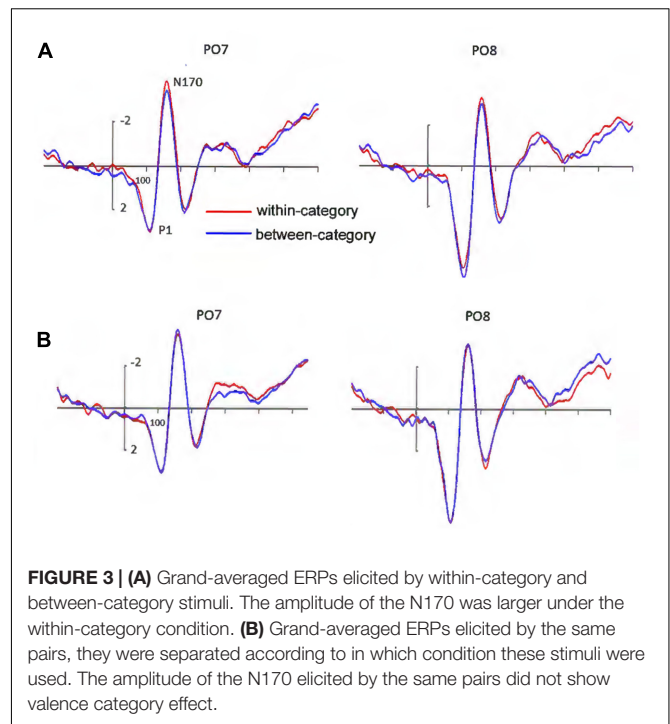 A
PO7
PO8
N170
-2
100
2
P1
within-category
between-category
B
PO7
PO8
-2
100
2
FIGURE 3 | (A) Grand-averaged ERPs elicited by within-category and
between-category stimuli. The amplitude of the N170 was larger under the
within-category condition. (B) Grand-averaged ERPs elicited by the same
pairs, they were separated according to in which condition these stimuli were
used. The amplitude of the N170 elicited by the same pairs did not show
valence category effect.